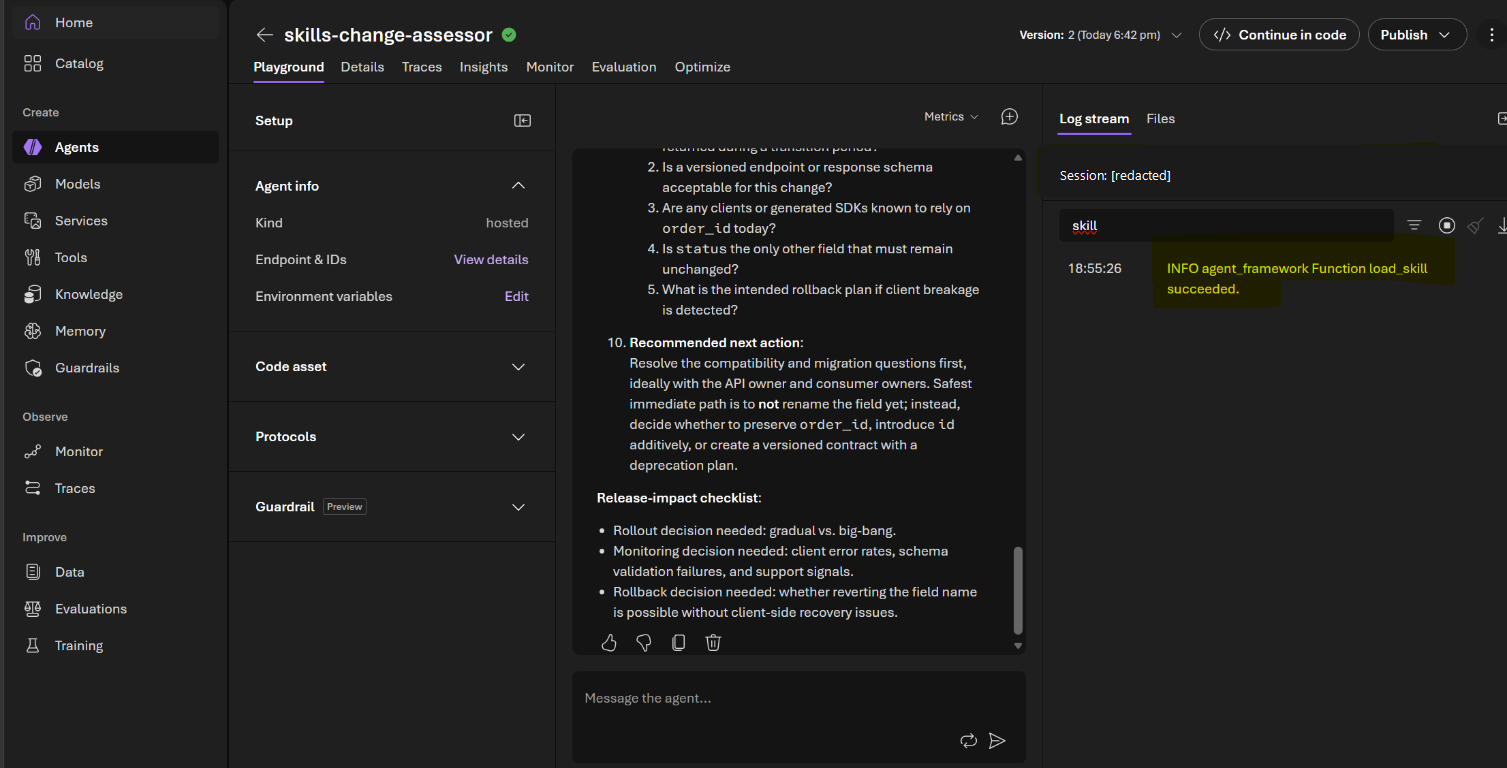 Home
Catalog
Create
Agents
Models
Services
Tools
Knowledge
Memory
Guardrails
Observe
Monitor
Traces
Improve
Data
Evaluations
Training
skills-change-assessor
Version: 2 (Today 6:42 pm)
Continue in code
Publish
Playground Details Traces Insights Monitor Evaluation Optimize
Setup
Agent info
Kind hosted
Endpoint & IDs View details
Environment variables Edit
Code asset
Protocols
Guardrail Preview
Metrics
returned during a transition period?
2. Is a versioned endpoint or response schema
acceptable for this change?
3. Are any clients or generated SDKs known to rely on
order_id today?
4. Is status the only other field that must remain
unchanged?
5. What is the intended rollback plan if client breakage
is detected?
10. Recommended next action:
Resolve the compatibility and migration questions first,
ideally with the API owner and consumer owners. Safest
immediate path is to not rename the field yet; instead,
decide whether to preserve order_id, introduce id
additively, or create a versioned contract with a
deprecation plan.
Release-impact checklist:
• Rollout decision needed: gradual vs. big-bang.
• Monitoring decision needed: client error rates, schema
validation failures, and support signals.
• Rollback decision needed: whether reverting the field name
is possible without client-side recovery issues.
Message the agent...
Log stream Files
Session: [redacted]
skill
18:55:26 INFO agent_framework Function load_skill
succeeded.